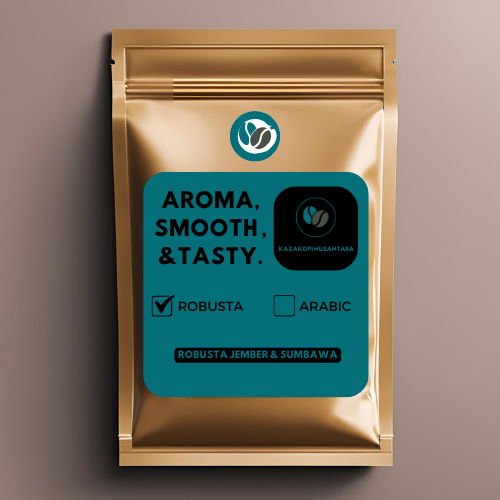 AROMA,
SMOOTH,
&TASTY.
KAZAKOPINUSANTARA
ROBUSTA
ARABIC
ROBUSTA JEMBER & SUMBAWA